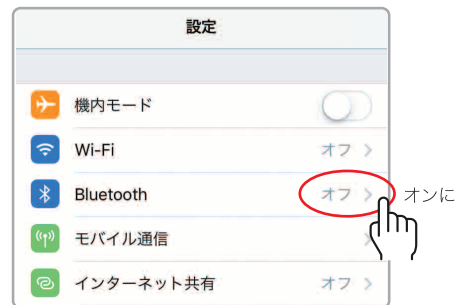 設定
機内モード
Wi-Fi オフ
Bluetooth オフ オンに
モバイル通信
インターネット共有 オフ